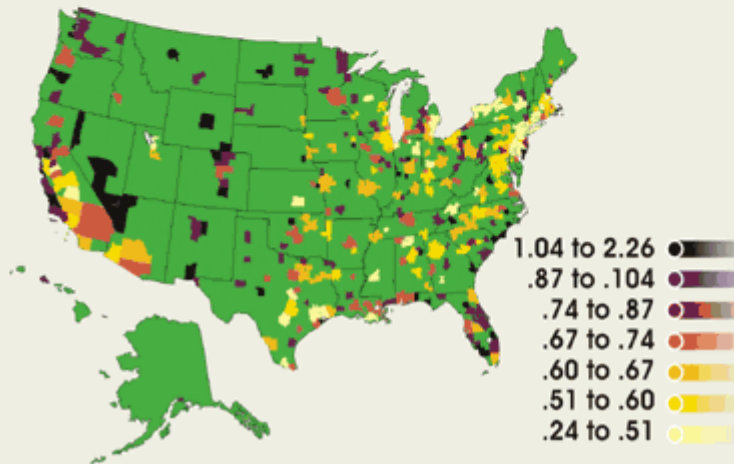 1.04 to 2.26
.87 to .104
.74 to .87
.67 to .74
.60 to .67
.51 to .60
.24 to .51